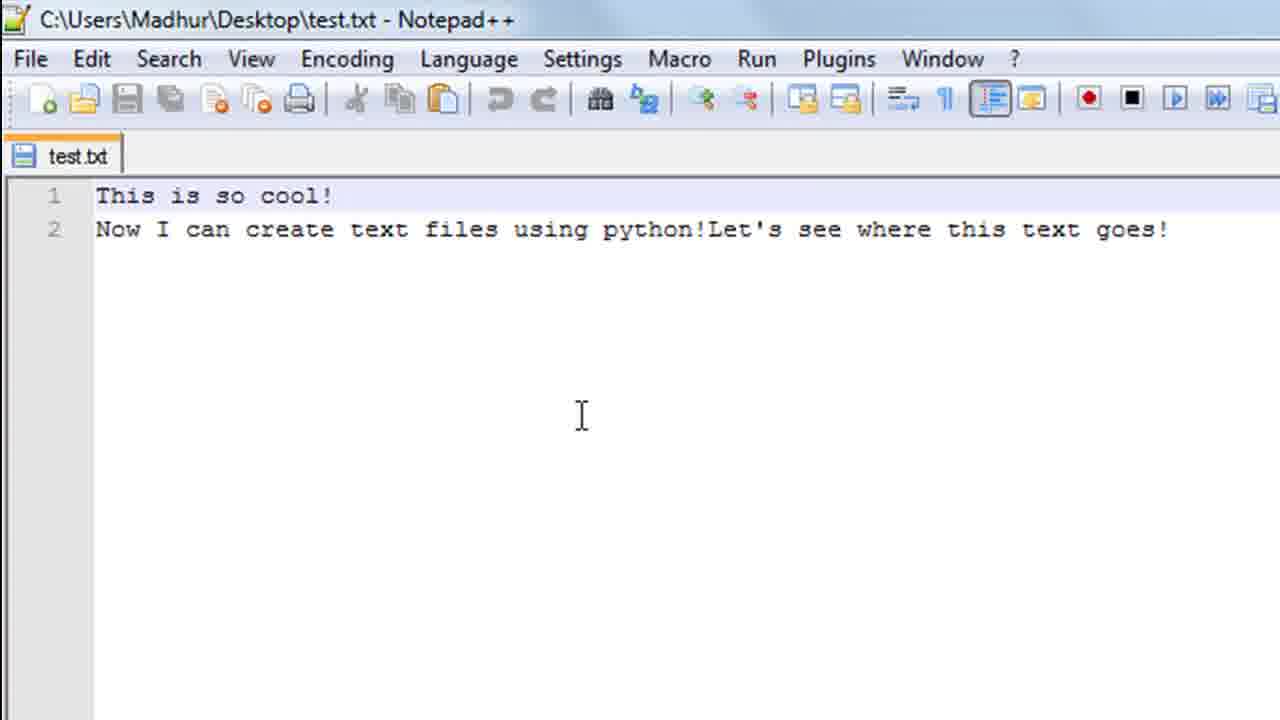 C:\Users\Madhur\Desktop\test.txt - Notepad++
File Edit Search View Encoding Language Settings Macro Run Plugins Window ?
test.txt
1 This is so cool!
2 Now I can create text files using python!Let's see where this text goes!